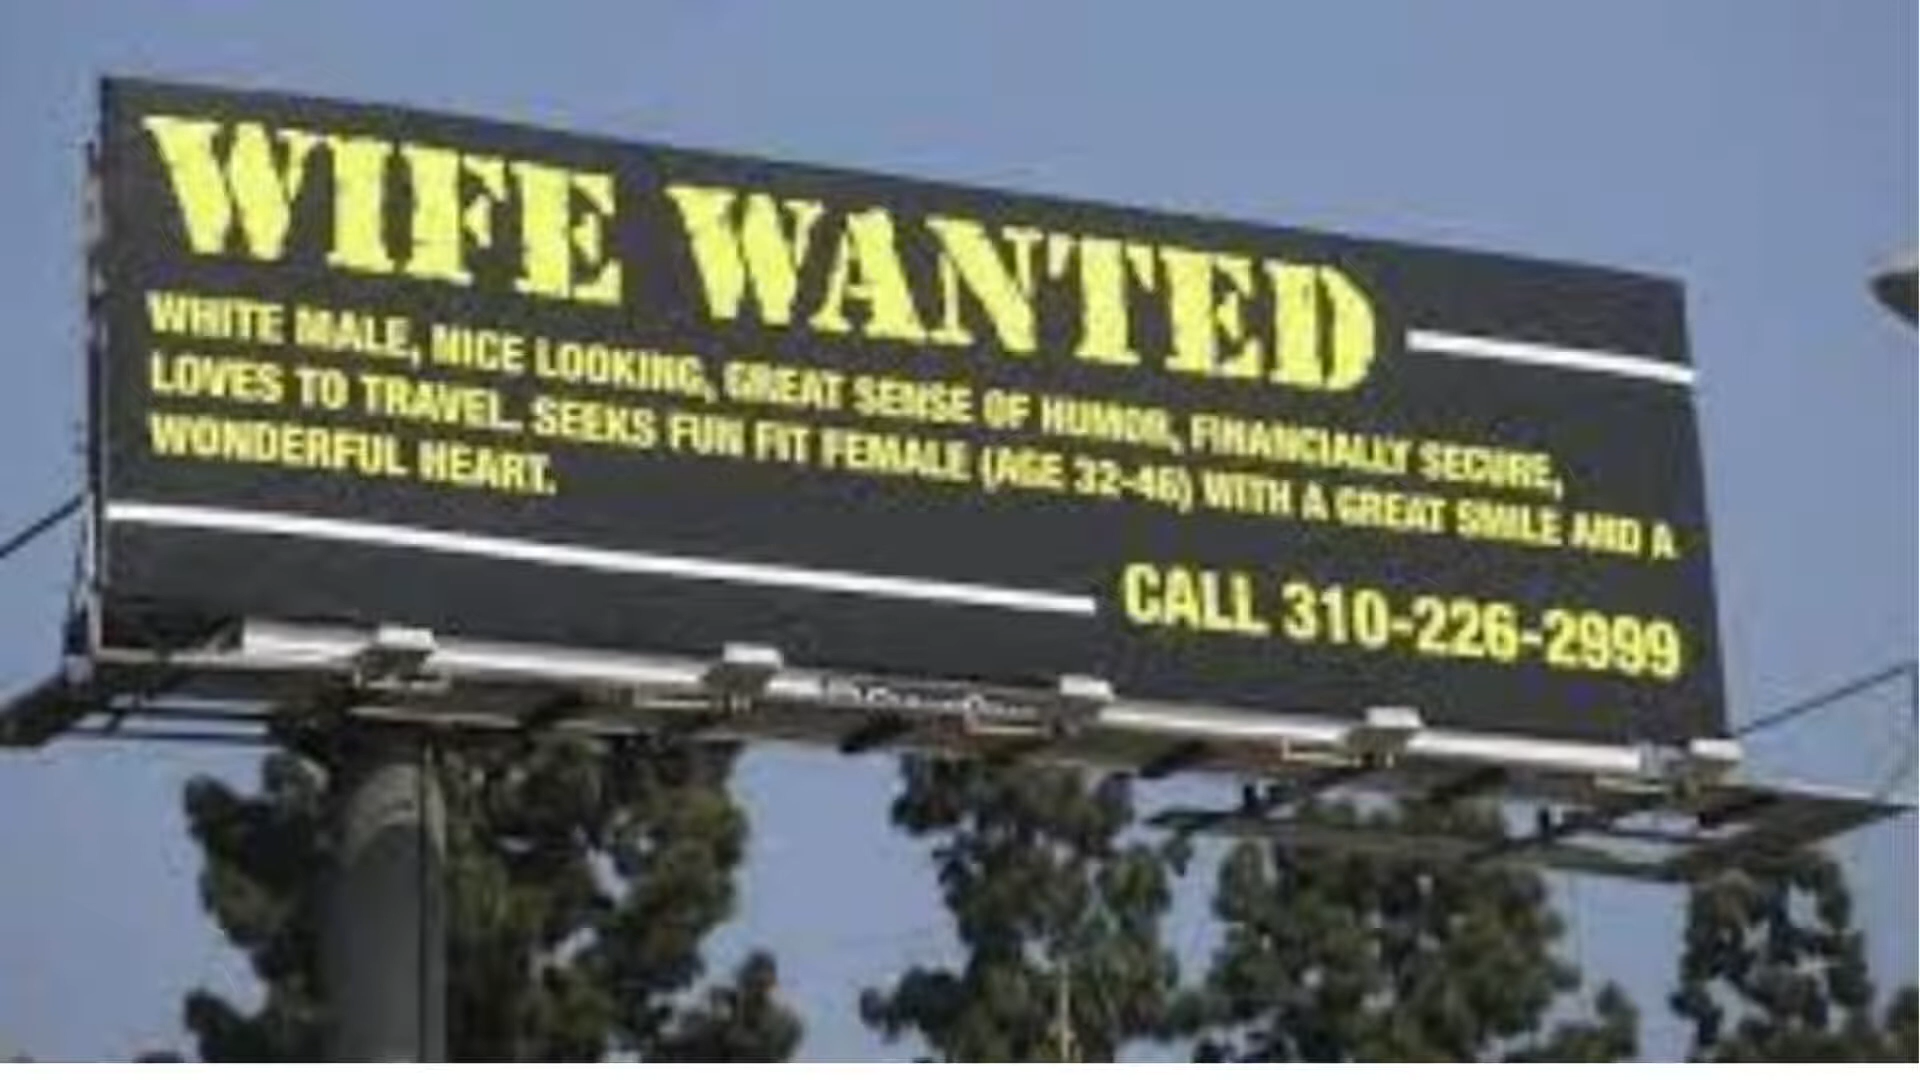 WIFE WANTED
WHITE MALE, NICE LOOKING, GREAT SENSE OF HUMOR, FINANCIALLY SECURE,
LOVES TO TRAVEL. SEEKS FUN FIT FEMALE (AGE 32-46) WITH A GREAT SMILE AND A
WONDERFUL HEART.
CALL 310-226-2999